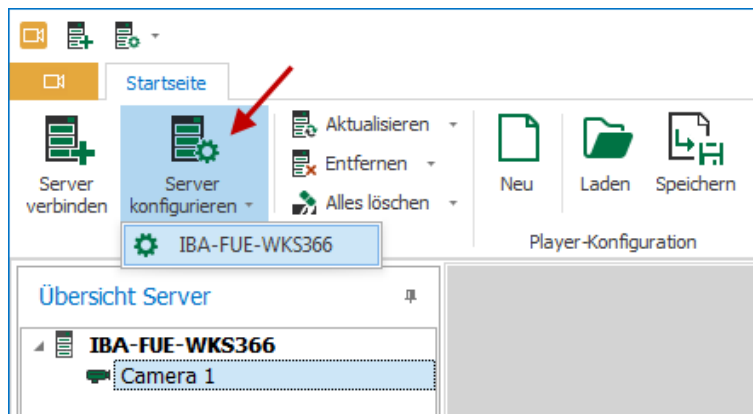 Startseite
Server
verbinden
Server
konfigurieren
Aktualisieren
Entfernen
Alles löschen
Neu
Laden
Speichern
IBA-FUE-WKS366
Player-Konfiguration
Übersicht Server
IBA-FUE-WKS366
Camera 1